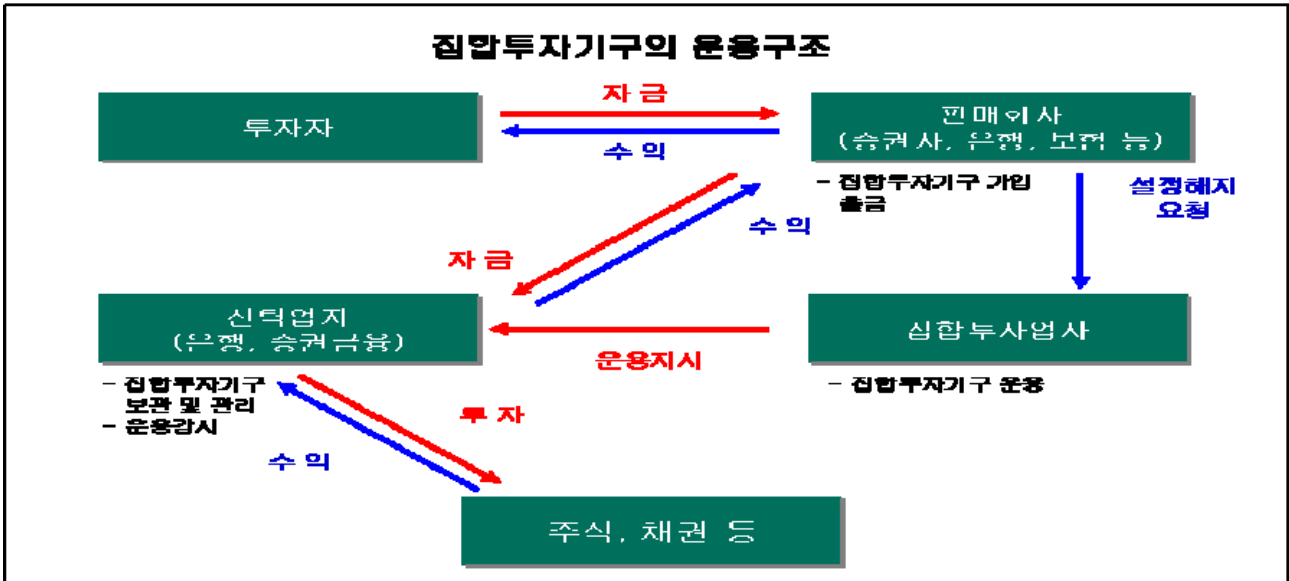 집합투자기구의 운용구조
투자자
자 금
수 익
판매회사
(증권사, 은행, 보험 등)
- 집합투자기구 가입
출금
설정해지
요청
수 익
자 금
신탁업자
(은행, 증권금융)
- 집합투자기구
보관 및 관리
- 운용감시
운용지시
집합투자업자
- 집합투자기구 운용
투 자
수 익
주식, 채권 등